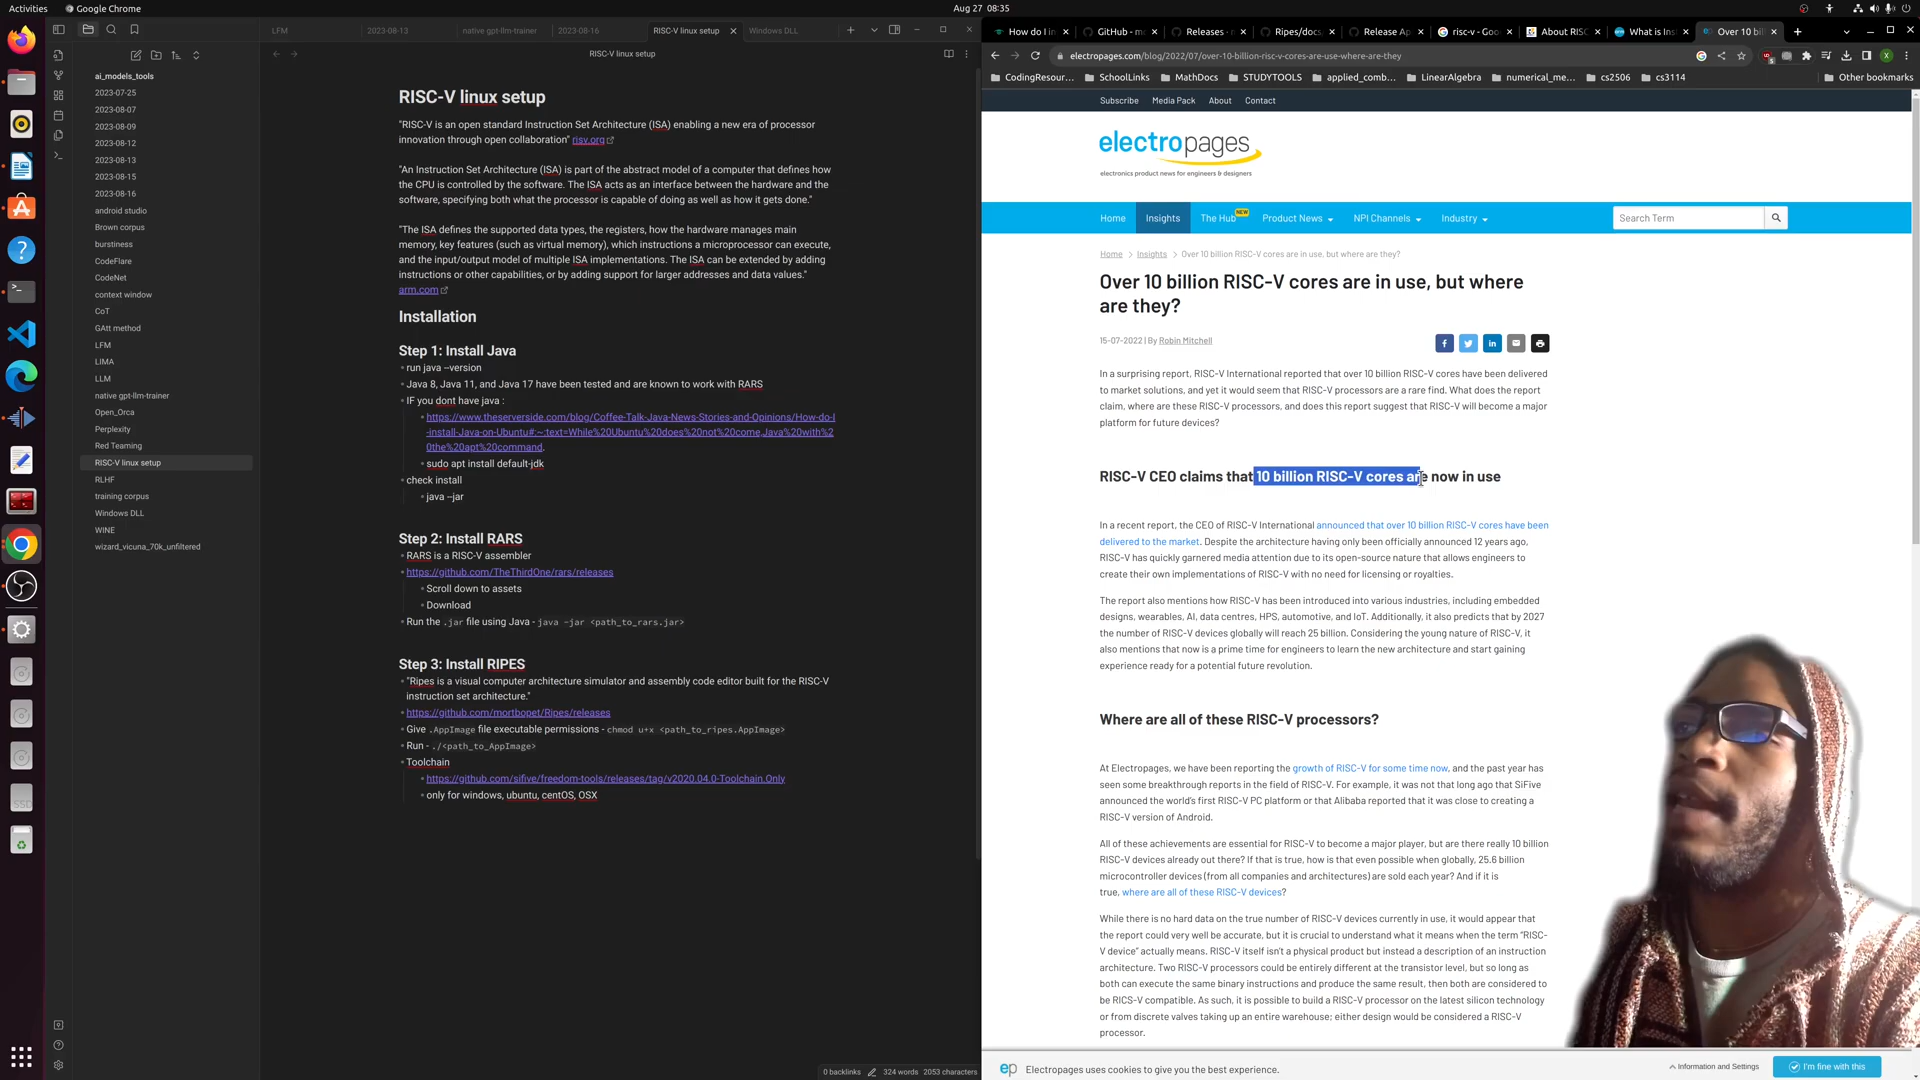 Activities
Google Chrome
Aug 27 08:35
LFM
2023-08-13
native gpt-llm-trainer
2023-08-16
RISC-V linux setup
Windows DLL
RISC-V linux setup
ai_models_tools
2023-07-25
2023-08-07
2023-08-09
2023-08-12
2023-08-13
2023-08-15
2023-08-16
android studio
Brown corpus
burstiness
CodeFlare
CodeNet
context window
CoT
GAtt method
LFM
LIMA
LLM
native gpt-llm-trainer
Open_Orca
Perplexity
Red Teaming
RISC-V linux setup
RLHF
training corpus
Windows DLL
WINE
wizard_vicuna_70k_unfiltered
RISC-V linux setup
"RISC-V is an open standard Instruction Set Architecture (ISA) enabling a new era of processor
innovation through open collaboration" risv.org
"An Instruction Set Architecture (ISA) is part of the abstract model of a computer that defines how
the CPU is controlled by the software. The ISA acts as an interface between the hardware and the
software, specifying both what the processor is capable of doing as well as how it gets done."
"The ISA defines the supported data types, the registers, how the hardware manages main
memory, key features (such as virtual memory), which instructions a microprocessor can execute,
and the input/output model of multiple ISA implementations. The ISA can be extended by adding
instructions or other capabilities, or by adding support for larger addresses and data values."
arm.com
Installation
Step 1: Install Java
run java --version
Java 8, Java 11, and Java 17 have been tested and are known to work with RARS
IF you dont have java :
https://www.theserverside.com/blog/Coffee-Talk-Java-News-Stories-and-Opinions/How-do-I
-install-Java-on-Ubuntu#:~:text=While%20Ubuntu%20does%20not%20come,Java%20with%2
0the%20apt%20command.
sudo apt install default-jdk
check install
java --jar
Step 2: Install RARS
RARS is a RISC-V assembler
https://github.com/TheThirdOne/rars/releases
Scroll down to assets
Download
Run the .jar file using Java - java -jar <path_to_rars.jar>
Step 3: Install RIPES
"Ripes is a visual computer architecture simulator and assembly code editor built for the RISC-V
instruction set architecture."
https://github.com/mortbopet/Ripes/releases
Give .AppImage file executable permissions - chmod u+x <path_to_ripes.AppImage>
Run - ./<path_to_AppImage>
Toolchain
https://github.com/sifive/freedom-tools/releases/tag/v2020.04.0-Toolchain.Only
only for windows, ubuntu, centOS, OSX
0 backlinks
324 words
2053 characters
SSD
How do I in
GitHub - m
Releases -
Ripes/docs
Release Ap
risc-v - Goo
About RISC
What is Inst
Over 10 bil
electropages.com/blog/2022/07/over-10-billion-risc-v-cores-are-use-where-are-they
CodingResour...
SchoolLinks
MathDocs
STUDYTOOLS
applied_comb...
LinearAlgebra
numerical_me...
cs2506
cs3114
Other bookmarks
Subscribe
Media Pack
About
Contact
electropages
electronics product news for engineers & designers
Home
Insights
The Hub NEW
Product News
NPI Channels
Industry
Search Term
Home > Insights > Over 10 billion RISC-V cores are in use, but where are they?
Over 10 billion RISC-V cores are in use, but where
are they?
15-07-2022 | By Robin Mitchell
In a surprising report, RISC-V International reported that over 10 billion RISC-V cores have been delivered
to market solutions, and yet it would seem that RISC-V processors are a rare find. What does the report
claim, where are these RISC-V processors, and does this report suggest that RISC-V will become a major
platform for future devices?
RISC-V CEO claims that 10 billion RISC-V cores are now in use
In a recent report, the CEO of RISC-V International announced that over 10 billion RISC-V cores have been
delivered to the market. Despite the architecture having only been officially announced 12 years ago,
RISC-V has quickly garnered media attention due to its open-source nature that allows engineers to
create their own implementations of RISC-V with no need for licensing or royalties.
The report also mentions how RISC-V has been introduced into various industries, including embedded
designs, wearables, AI, data centres, HPS, automotive, and IoT. Additionally, it also predicts that by 2027
the number of RISC-V devices globally will reach 25 billion. Considering the young nature of RISC-V, it
also mentions that now is a prime time for engineers to learn the new architecture and start gaining
experience ready for a potential future revolution.
Where are all of these RISC-V processors?
At Electropages, we have been reporting the growth of RISC-V for some time now, and the past year has
seen some breakthrough reports in the field of RISC-V. For example, it was not that long ago that SiFive
announced the world's first RISC-V PC platform or that Alibaba reported that it was close to creating a
RISC-V version of Android.
All of these achievements are essential for RISC-V to become a major player, but are there really 10 billion
RISC-V devices already out there? If that is true, how is that even possible when globally, 25.6 billion
microcontroller devices (from all companies and architectures) are sold each year? And if it is
true, where are all of these RISC-V devices?
While there is no hard data on the true number of RISC-V devices currently in use, it would appear that
the report could very well be accurate, but it is crucial to understand what it means when the term "RISC-
V device" actually means. RISC-V itself isn't a physical product but instead a description of an instruction
architecture. Two RISC-V processors could be entirely different at the transistor level, but so long as
both can execute the same binary instructions and produce the same result, then both are considered to
be RICS-V compatible. As such, it is possible to build a RISC-V processor on the latest silicon technology
or from discrete valves taking up an entire warehouse; either design would be considered a RISC-V
processor.
ep
Electropages uses cookies to give you the best experience.
Information and Settings
I'm fine with this